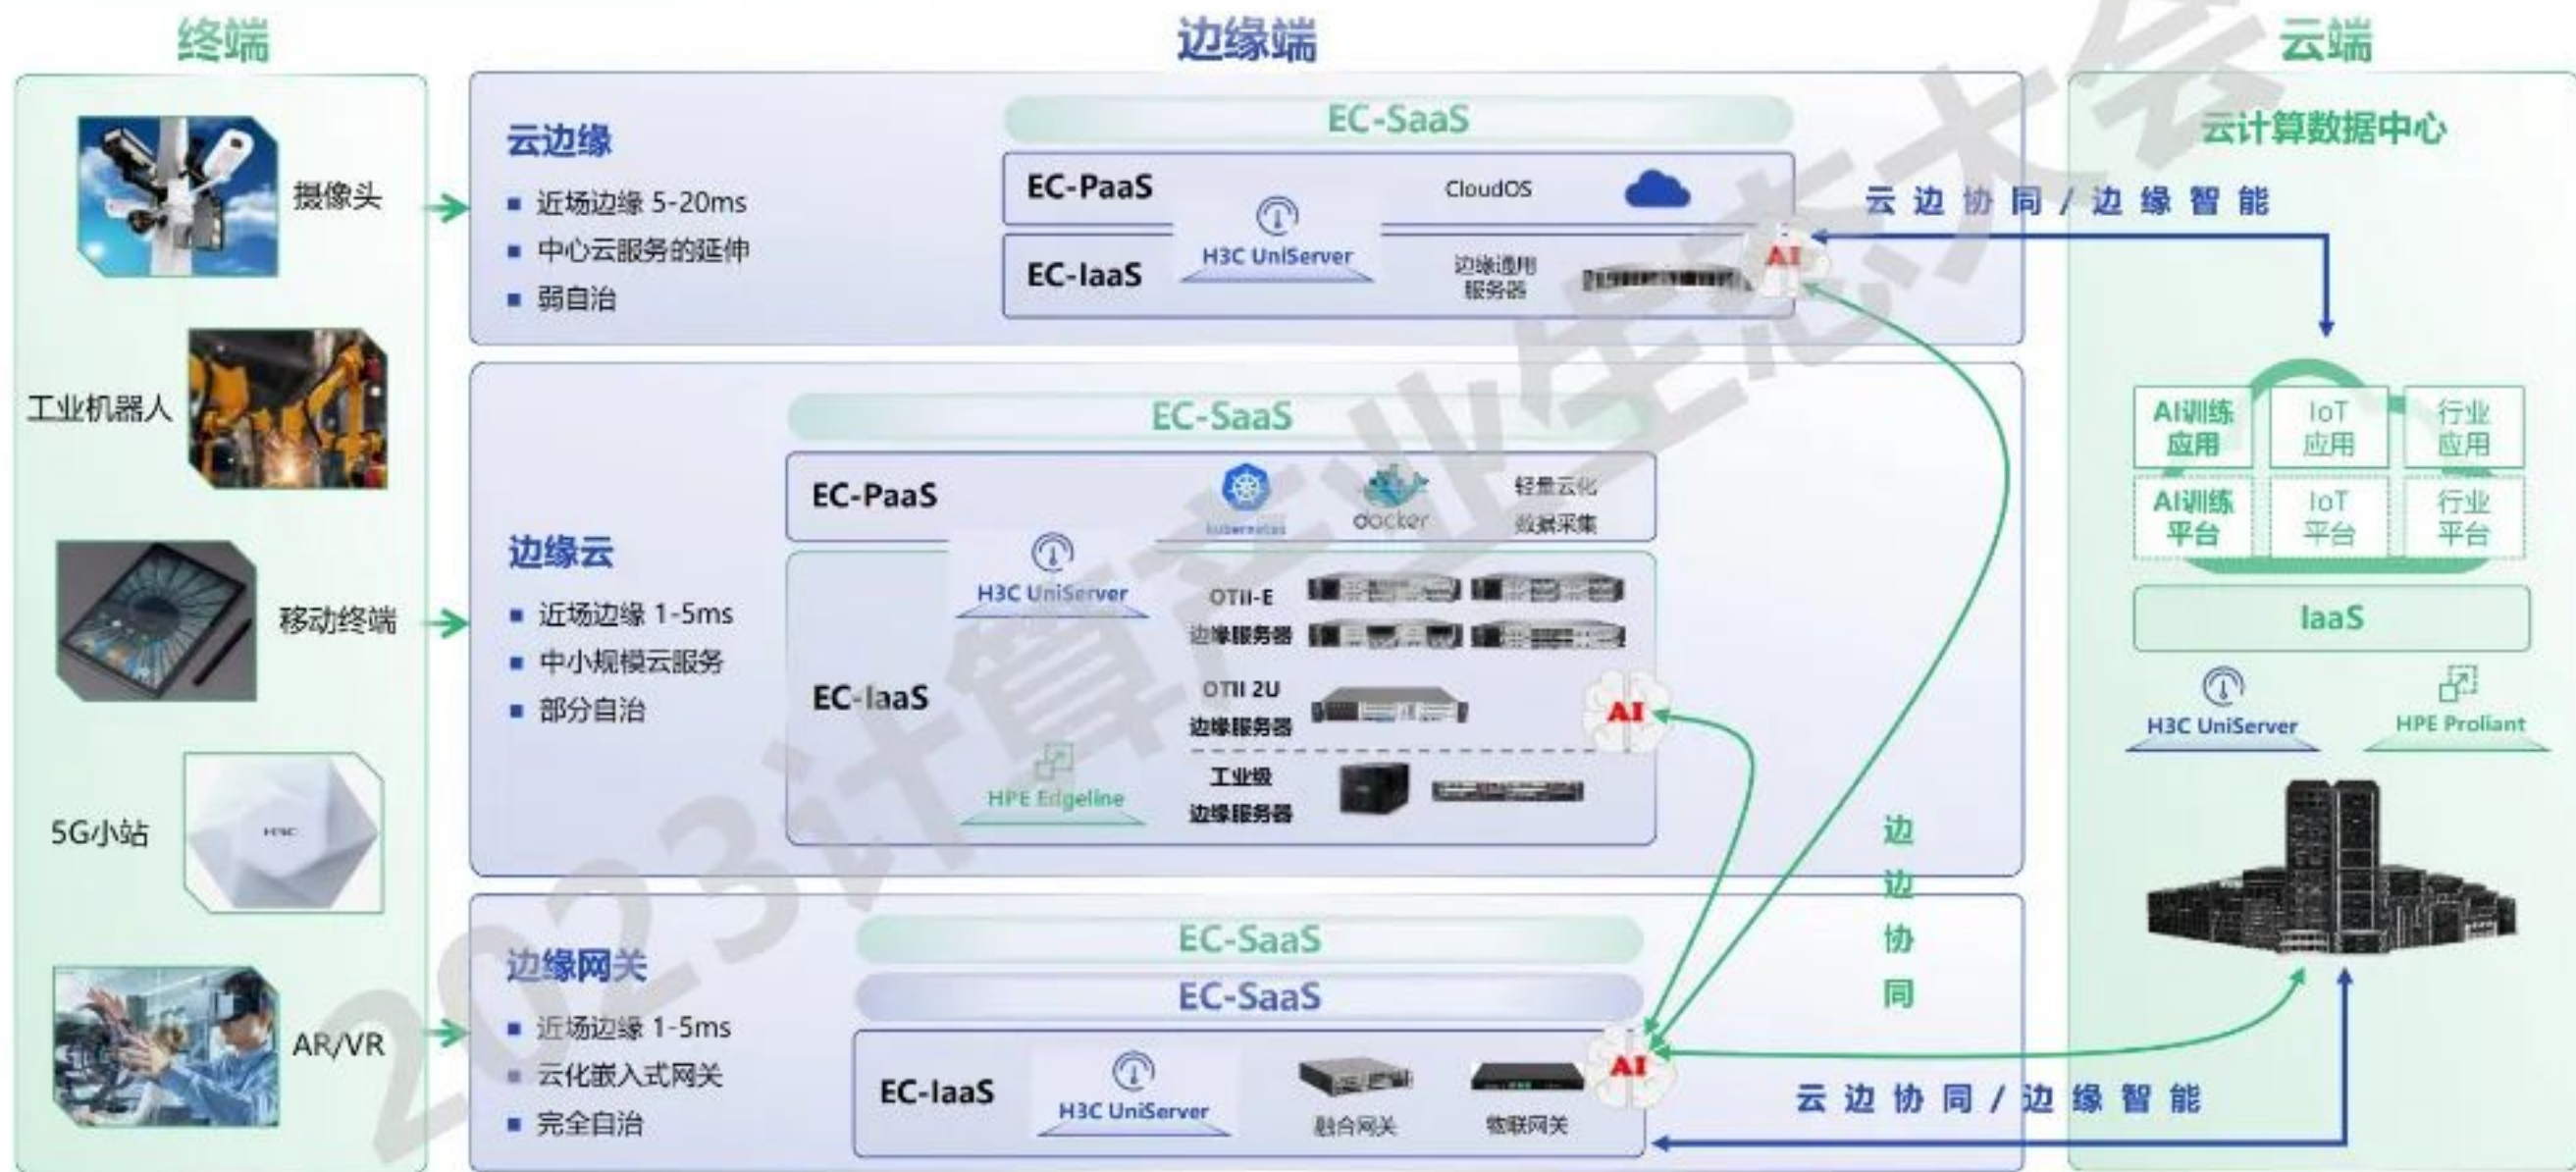 终端
边缘端
云端
摄像头
工业机器人
移动终端
5G小站
H3C
AR/VR
云边缘
近场边缘 5-20ms
中心云服务的延伸
弱自治
EC-SaaS
EC-PaaS
CloudOS
H3C UniServer
EC-IaaS
边缘通用
服务器
AI
边缘云
近场边缘 1-5ms
中小规模云服务
部分自治
EC-SaaS
EC-PaaS
kubernetes
docker
轻量云化
数据采集
H3C UniServer
EC-IaaS
OTII-E
边缘服务器
OTII 2U
边缘服务器
AI
HPE Edgeline
工业级
边缘服务器
边缘网关
近场边缘 1-5ms
云化嵌入式网关
完全自治
EC-SaaS
EC-SaaS
EC-IaaS
H3C UniServer
融合网关
物联网关
AI
云边协同/边缘智能
边边协同
云边协同/边缘智能
云计算数据中心
AI训练
应用
IoT
应用
行业
应用
AI训练
平台
IoT
平台
行业
平台
IaaS
H3C UniServer
HPE Proliant
2023计算产业生态大会